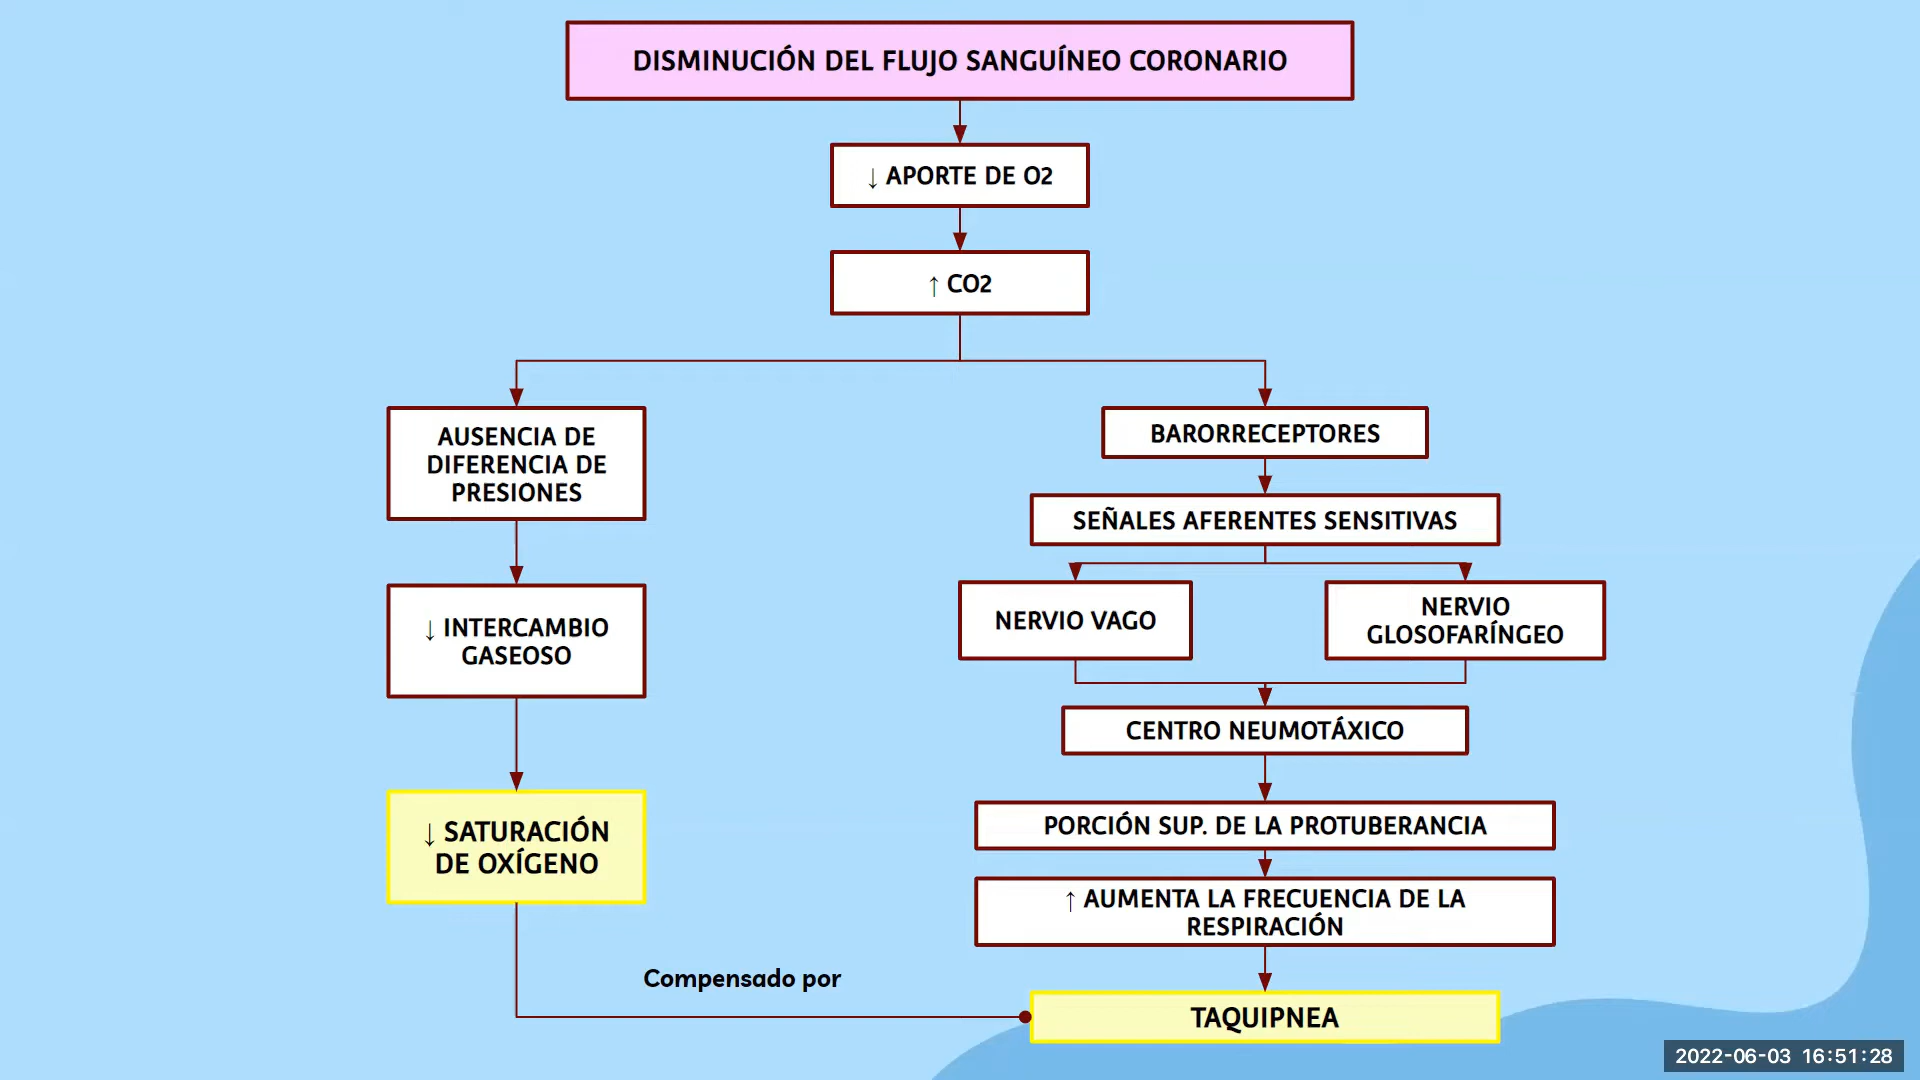 DISMINUCIÓN DEL FLUJO SANGUÍNEO CORONARIO
↓ APORTE DE O2
↑ CO2
AUSENCIA DE
DIFERENCIA DE
PRESIONES
↓ INTERCAMBIO
GASEOSO
↓ SATURACIÓN
DE OXÍGENO
BARORRECEPTORES
SEÑALES AFERENTES SENSITIVAS
NERVIO VAGO
NERVIO
GLOSOFARÍNGEO
CENTRO NEUMOTÁXICO
PORCIÓN SUP. DE LA PROTUBERANCIA
↑ AUMENTA LA FRECUENCIA DE LA
RESPIRACIÓN
Compensado por
TAQUIPNEA
2022-06-03 16:51:28